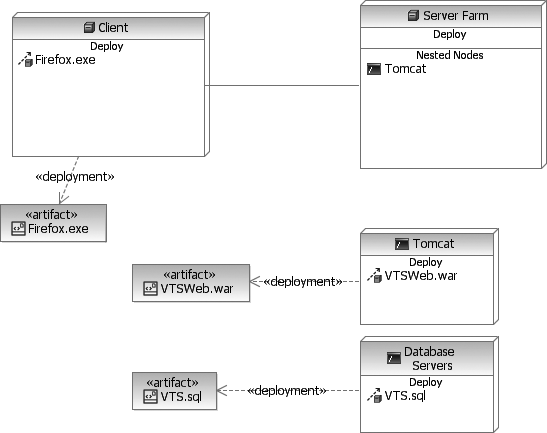 Client
Deploy
Firefox.exe
Server Farm
Deploy
Nested Nodes
Tomcat
«deployment»
«artifact»
Firefox.exe
Tomcat
Deploy
VTSWeb.war
«deployment»
«artifact»
VTSWeb.war
Database
Servers
Deploy
VTS.sql
«deployment»
«artifact»
VTS.sql